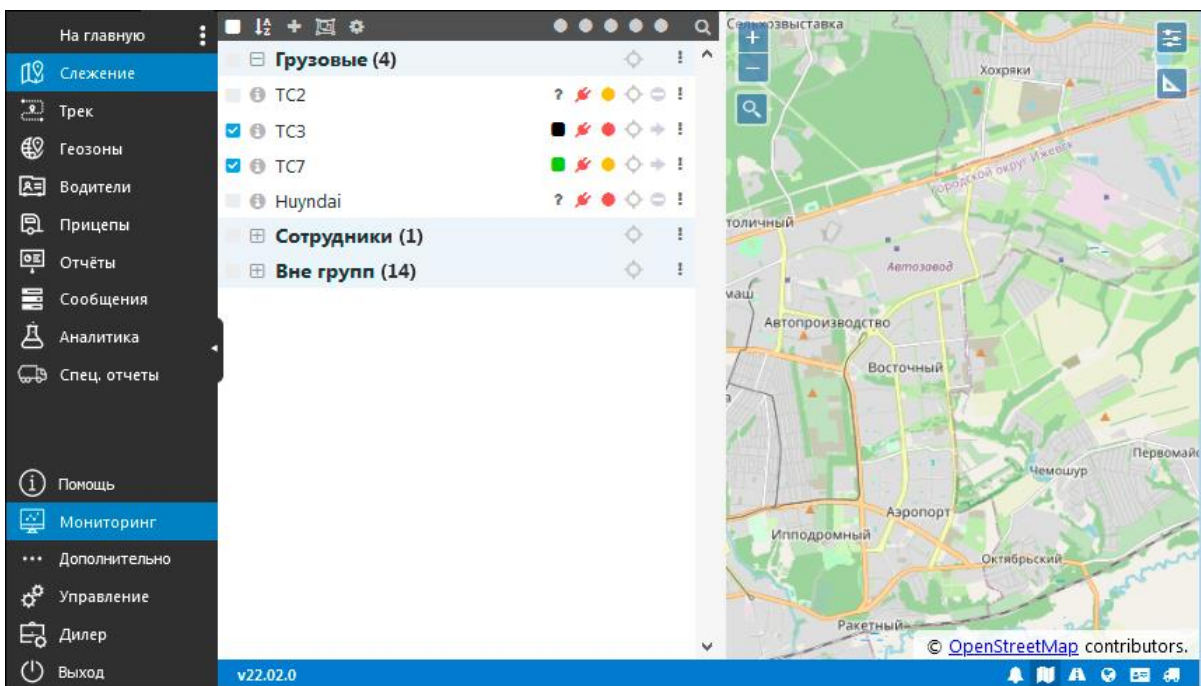 На главную
Слежение
Трек
Геозоны
Водители
Прицепы
Отчёты
Сообщения
Аналитика
Спец. отчеты
Помощь
Мониторинг
Дополнительно
Управление
Дилер
Выход
Грузовые (4)
ТС2
ТС3
ТС7
Huyndai
Сотрудники (1)
Вне групп (14)
v22.02.0
Сельхозвыставка
Хохряки
городской округ Ижевск
толичный
Автозавод
маш
Автопроизводство
Восточный
Первомай
Чемошур
Аэропорт
Ипподромный
Октябрьский
Ракетный
© OpenStreetMap contributors.